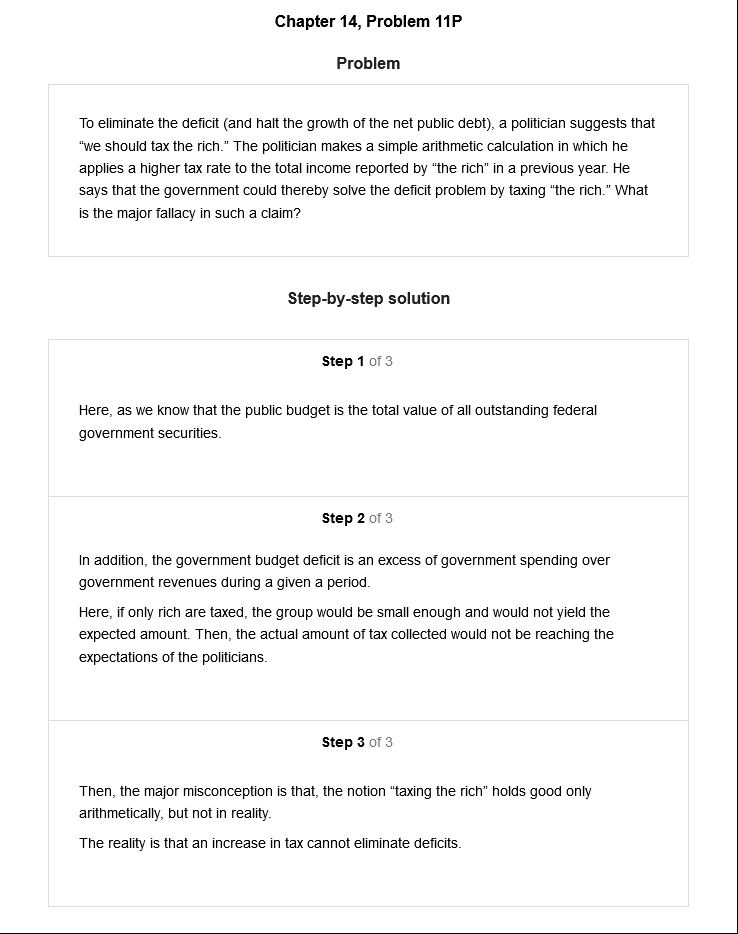 Chapter 14, Problem 11P
Problem
To eliminate the deficit (and halt the growth of the net public debt), a politician suggests that
“we should tax the rich.” The politician makes a simple arithmetic calculation in which he
applies a higher tax rate to the total income reported by “the rich” in a previous year. He
says that the government could thereby solve the deficit problem by taxing “the rich.” What
is the major fallacy in such a claim?
Step-by-step solution
Step 1 of 3
Here, as we know that the public budget is the total value of all outstanding federal
government securities.
Step 2 of 3
In addition, the government budget deficit is an excess of government spending over
government revenues during a given a period.
Here, if only rich are taxed, the group would be small enough and would not yield the
expected amount. Then, the actual amount of tax collected would not be reaching the
expectations of the politicians.
Step 3 of 3
Then, the major misconception is that, the notion “taxing the rich” holds good only
arithmetically, but not in reality.
The reality is that an increase in tax cannot eliminate deficits.